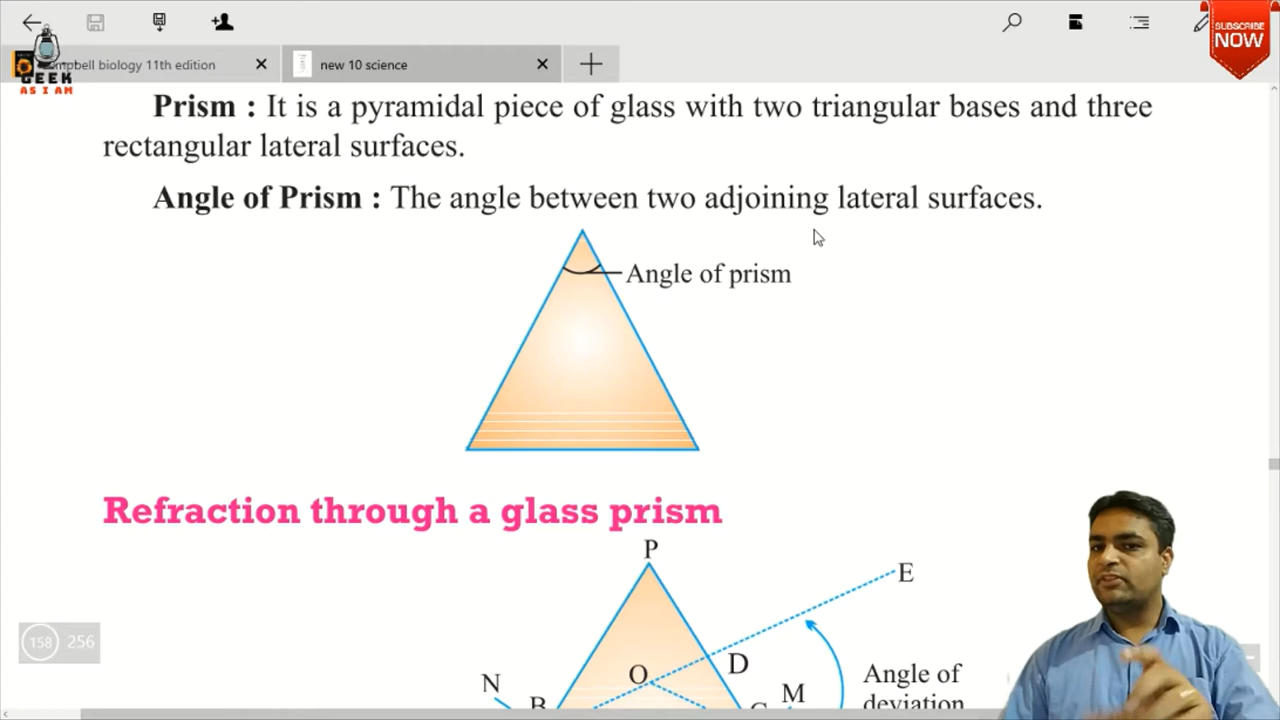 SUBSCRIBE
NOW
Campbell biology 11th edition
new 10 science
GEEK
AS I AM
Prism : It is a pyramidal piece of glass with two triangular bases and three
rectangular lateral surfaces.
Angle of Prism : The angle between two adjoining lateral surfaces.
Angle of prism
Refraction through a glass prism
P
E
O
D
N
M
B
G
Angle of
deviation
158 256